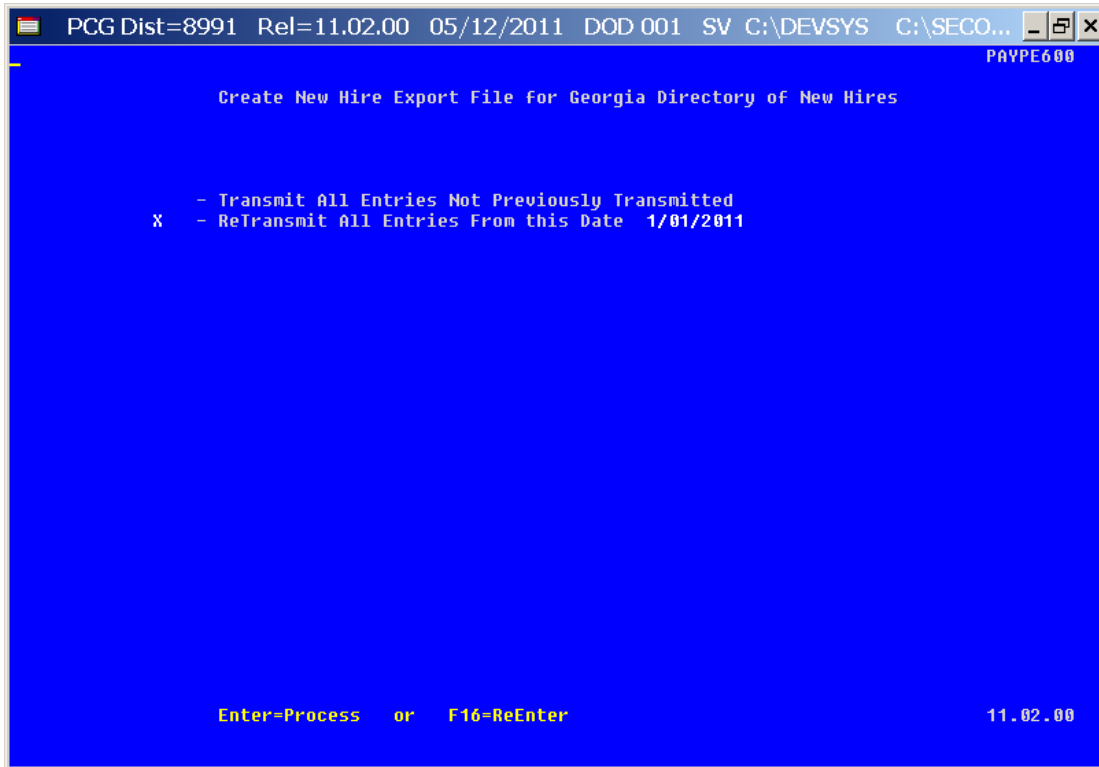 PCG Dist=8991 Rel=11.02.00 05/12/2011 DOD 001 SV C:\DEVSYS C:\SECO...
PAYPE600
Create New Hire Export File for Georgia Directory of New Hires
- Transmit All Entries Not Previously Transmitted
X - ReTransmit All Entries From this Date 1/01/2011
Enter=Process or F16=ReEnter
11.02.00